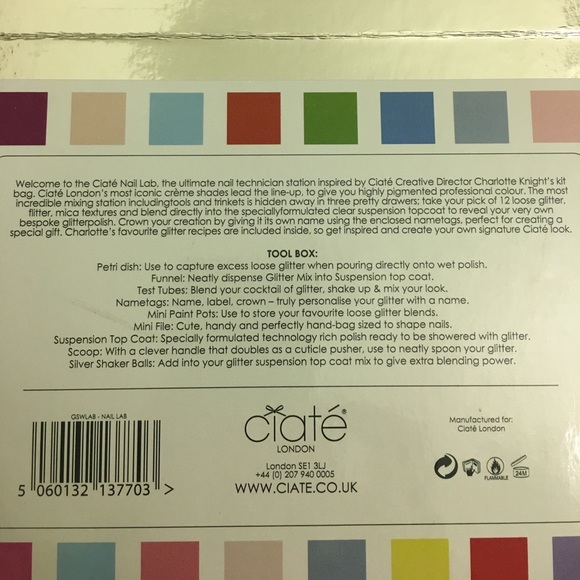 Welcome to the Ciaté Nail Lab, the ultimate nail technician station inspired by Ciaté Creative Director Charlotte Knight's kit
bag. Ciaté London's most iconic crème shades lead the line-up, to give you highly pigmented professional colour. The most
incredible mixing station includingtools and trinkets is hidden away in three pretty drawers; take your pick of 12 loose glitter,
flitter, mica textures and blend directly into the speciallyformulated clear suspension topcoat to reveal your very own
bespoke glitterpolish. Crown your creation by giving it its own name using the enclosed nametags, perfect for creating a
special gift. Charlotte's favourite glitter recipes are included inside, so get inspired and create your own signature Ciaté look.
TOOL BOX:
Petri dish: Use to capture excess loose glitter when pouring directly onto wet polish.
Funnel: Neatly dispense Glitter Mix into Suspension top coat.
Test Tubes: Blend your cocktail of glitter, shake up & mix your look.
Nametags: Name, label, crown – truly personalise your glitter with a name.
Mini Paint Pots: Use to store your favourite loose glitter blends.
Mini File: Cute, handy and perfectly hand-bag sized to shape nails.
Suspension Top Coat: Specially formulated technology rich polish ready to be showered with glitter.
Scoop: With a clever handle that doubles as a cuticle pusher, use to neatly spoon your glitter.
Silver Shaker Balls: Add into your glitter suspension top coat mix to give extra blending power.
GSWLAB - NAIL LAB
5 060132 137703 >
ciaté®
LONDON
London SE1 3LJ
+44 (0) 207 940 0005
WWW.CIATE.CO.UK
Manufactured for:
Ciaté London
FLAMMABLE
24M